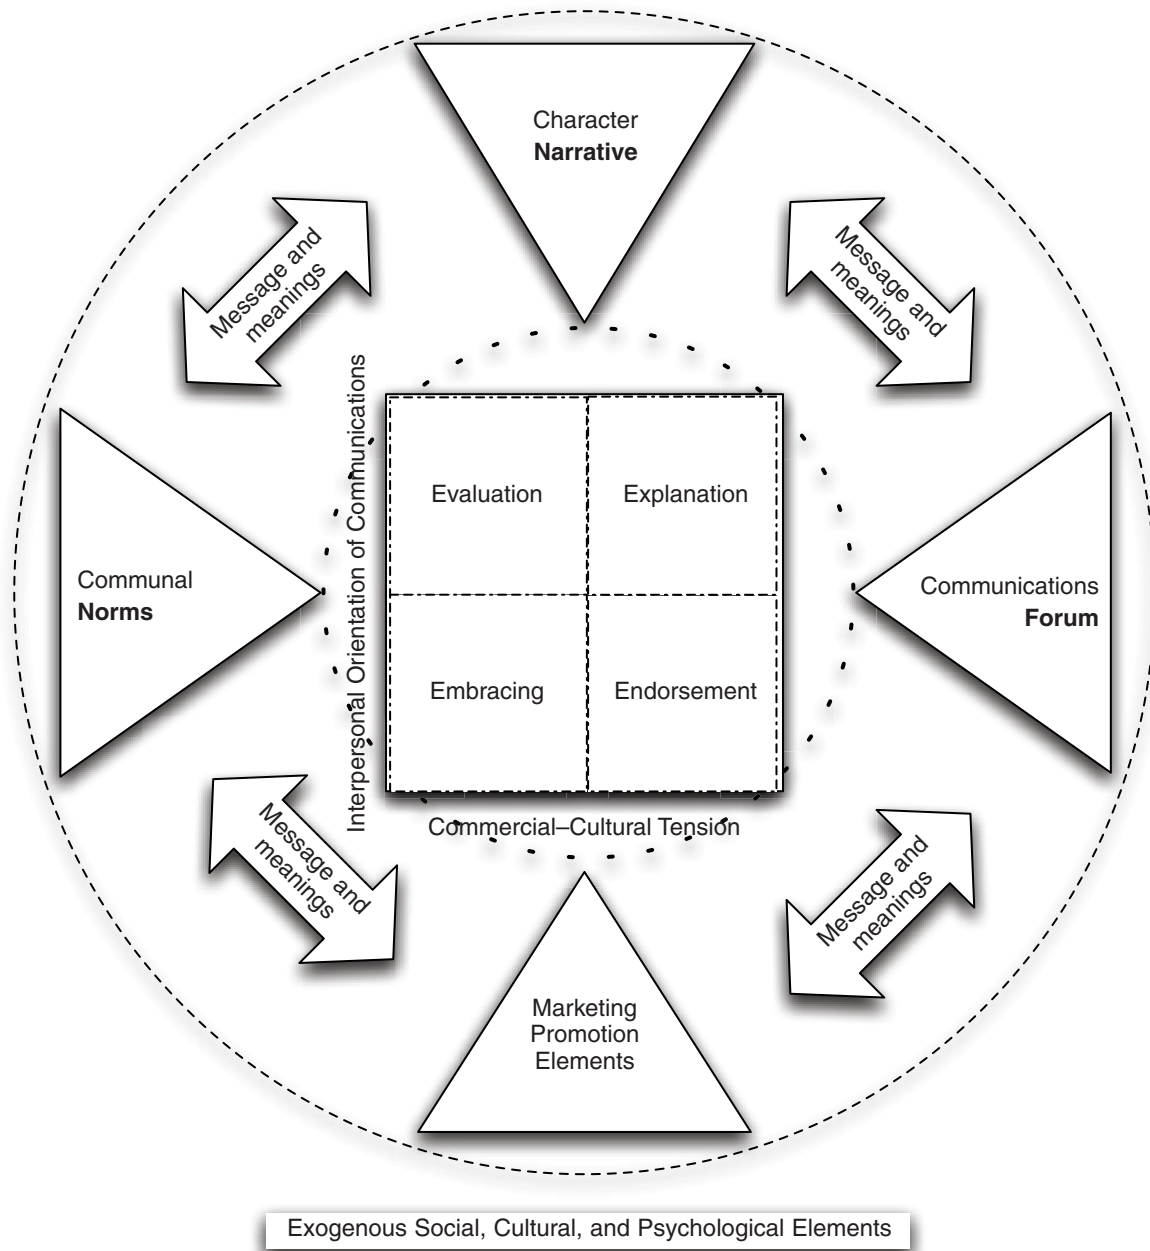 Character
Narrative
Message and
meanings
Message and
meanings
Interpersonal Orientation of Communications
Evaluation
Explanation
Communal
Norms
Communications
Forum
Embracing
Endorsement
Commercial–Cultural Tension
Message and
meanings
Message and
meanings
Marketing
Promotion
Elements
Exogenous Social, Cultural, and Psychological Elements